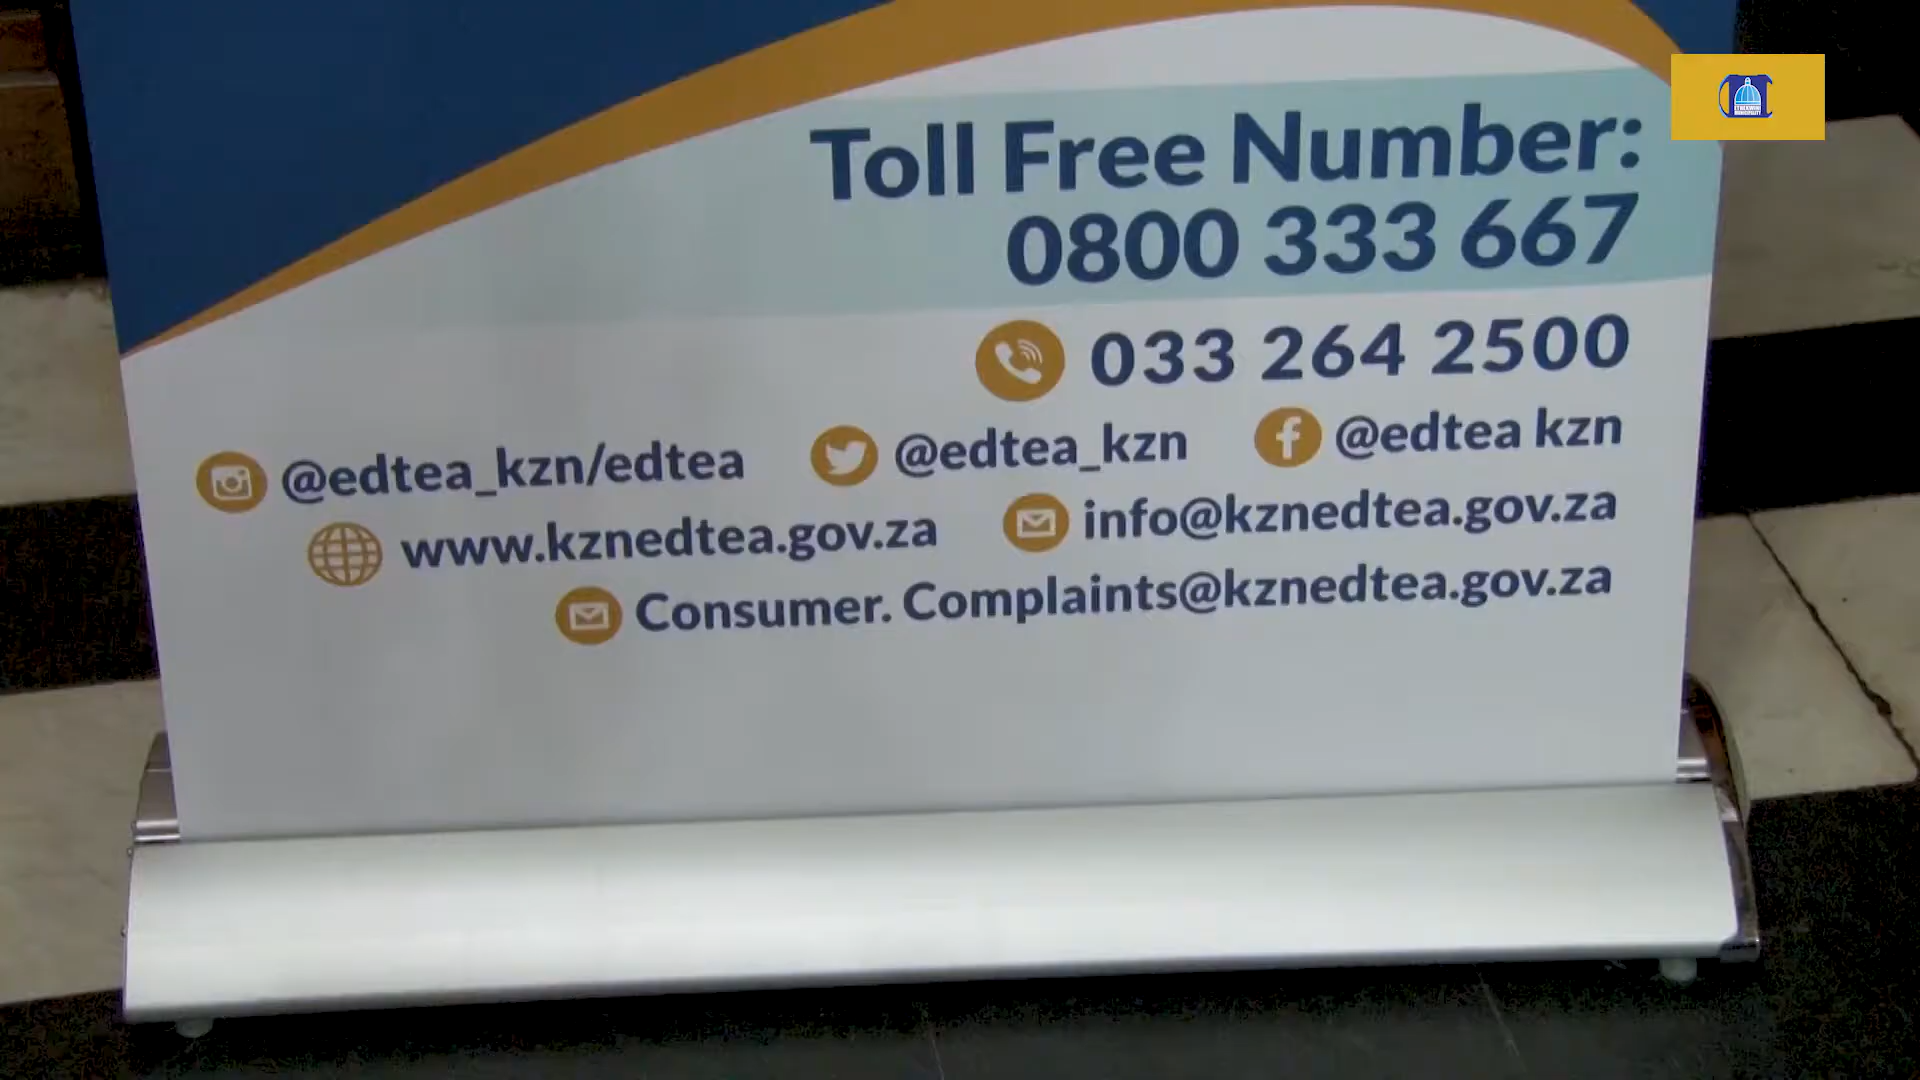 Toll Free Number:
0800 333 667
033 264 2500
@edtea_kzn/edtea @edtea_kzn @edtea kzn
www.kznedtea.gov.za info@kznedtea.gov.za
Consumer. Complaints@kznedtea.gov.za